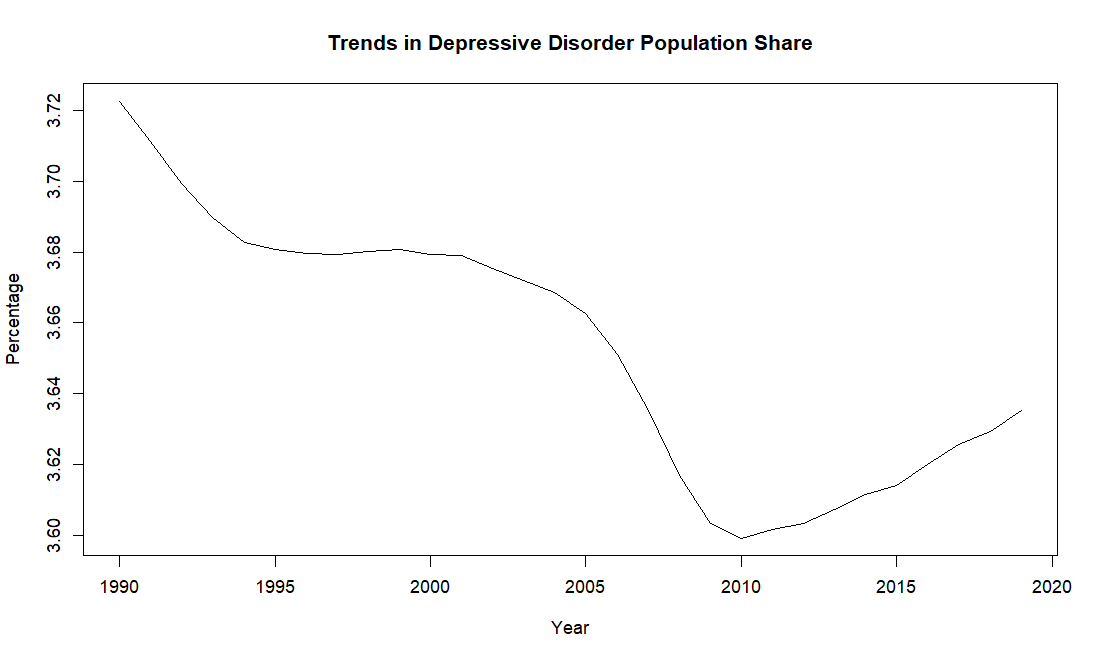 Trends in Depressive Disorder Population Share
Percentage
3.72
3.70
3.68
3.66
3.64
3.62
3.60
1990 1995 2000 2005 2010 2015 2020
Year